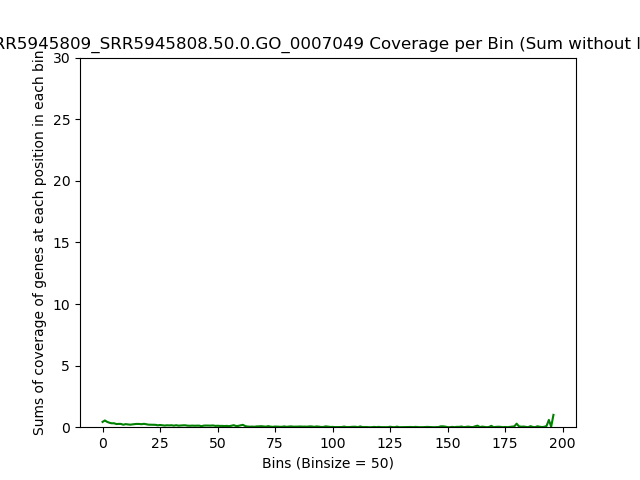 RR5945809_SRR5945808.50.0.GO_0007049 Coverage per Bin (Sum without
Sums of coverage of genes at each position in each bin
30
25
20
15
10
5
0
0 25 50 75 100 125 150 175 200
Bins (Binsize = 50)